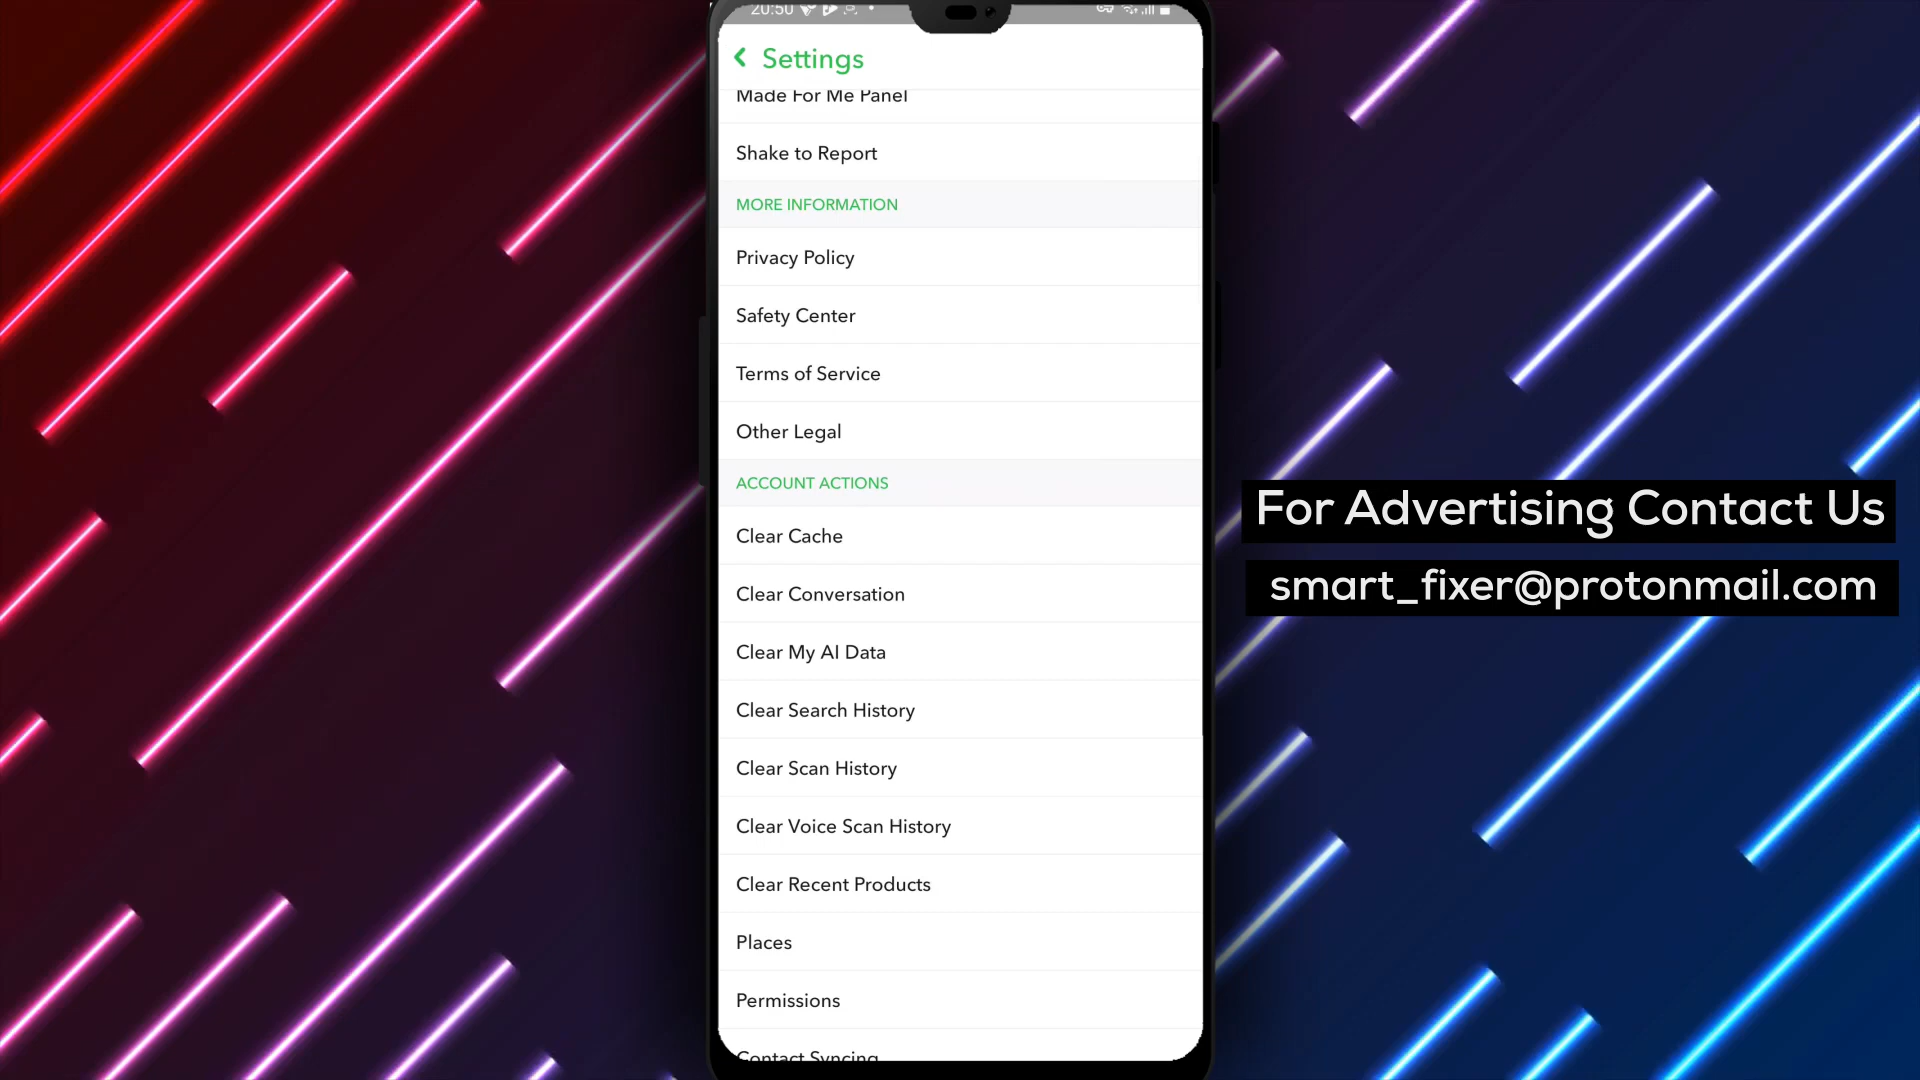 20:50
Settings
Made For Me Panel
Shake to Report
MORE INFORMATION
Privacy Policy
Safety Center
Terms of Service
Other Legal
ACCOUNT ACTIONS
Clear Cache
Clear Conversation
Clear My AI Data
Clear Search History
Clear Scan History
Clear Voice Scan History
Clear Recent Products
Places
Permissions
Contact Syncing
For Advertising Contact Us
smart_fixer@protonmail.com